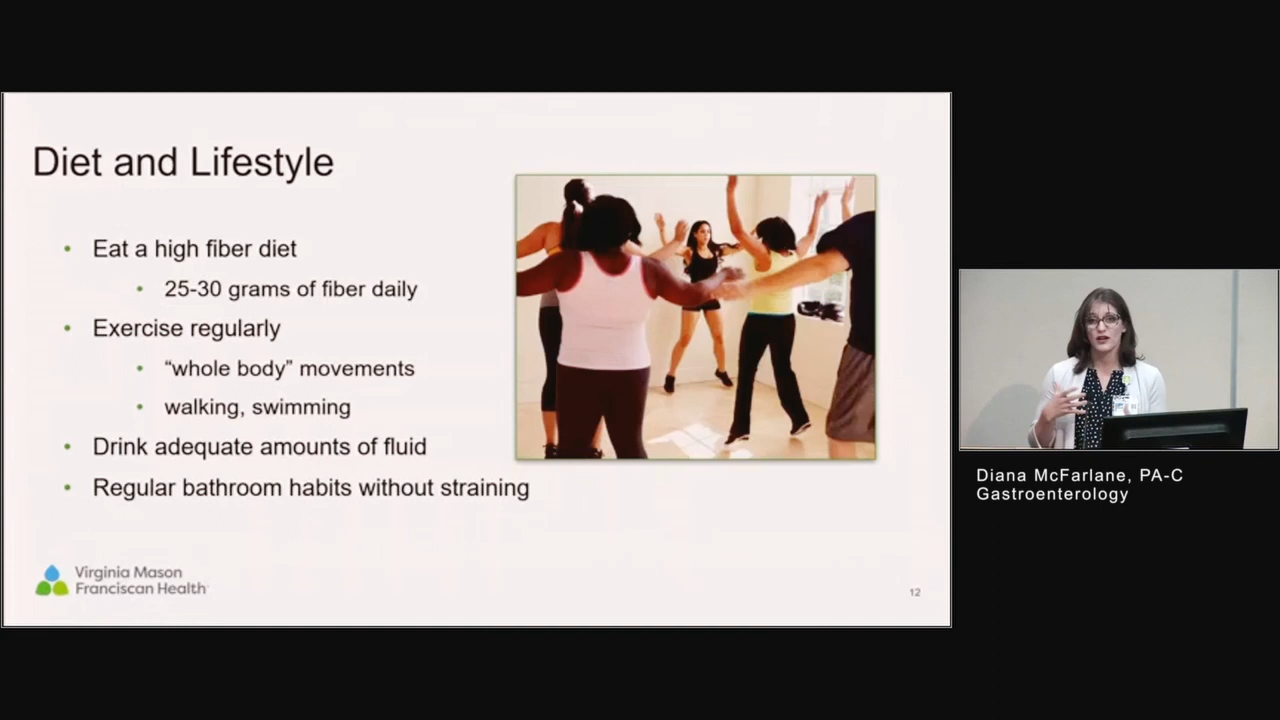 Diet and Lifestyle
• Eat a high fiber diet
• 25-30 grams of fiber daily
• Exercise regularly
• “whole body” movements
• walking, swimming
• Drink adequate amounts of fluid
• Regular bathroom habits without straining
Virginia Mason
Franciscan Health
12
Diana McFarlane, PA-C
Gastroenterology